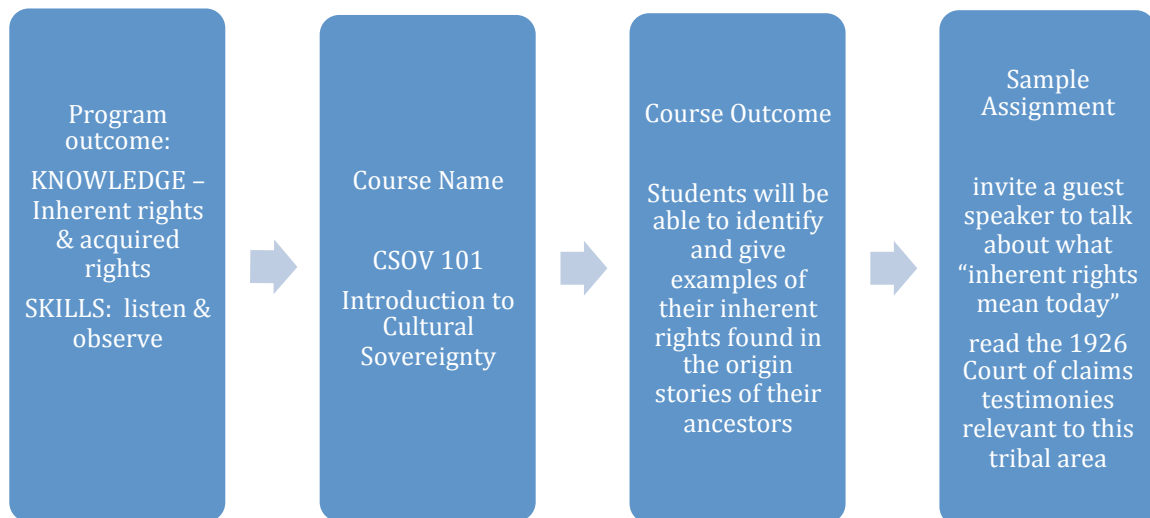 Program
outcome:
KNOWLEDGE –
Inherent rights
& acquired
rights
SKILLS: listen &
observe
Course Name
CSOV 101
Introduction to
Cultural
Sovereignty
Course Outcome
Students will be
able to identify
and give
examples of
their inherent
rights found in
the origin
stories of their
ancestors
Sample
Assignment
invite a guest
speaker to talk
about what
“inherent rights
mean today”
read the 1926
Court of claims
testimonies
relevant to this
tribal area